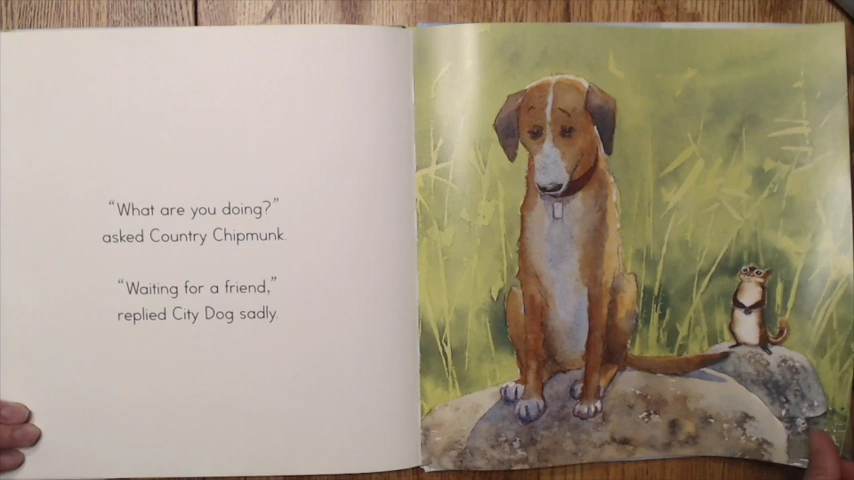 “What are you doing?”
asked Country Chipmunk.
“Waiting for a friend,”
replied City Dog sadly.